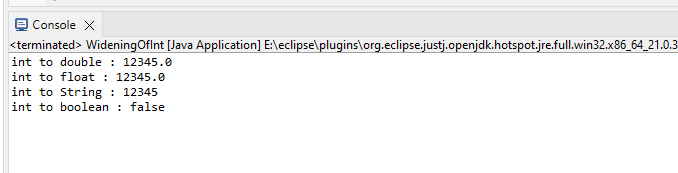 Console
<terminated> WideningOfInt [Java Application] E:\eclipse\plugins\org.eclipse.justj.openjdk.hotspot.jre.full.win32.x86_64_21.0.3
int to double : 12345.0
int to float : 12345.0
int to String : 12345
int to boolean : false